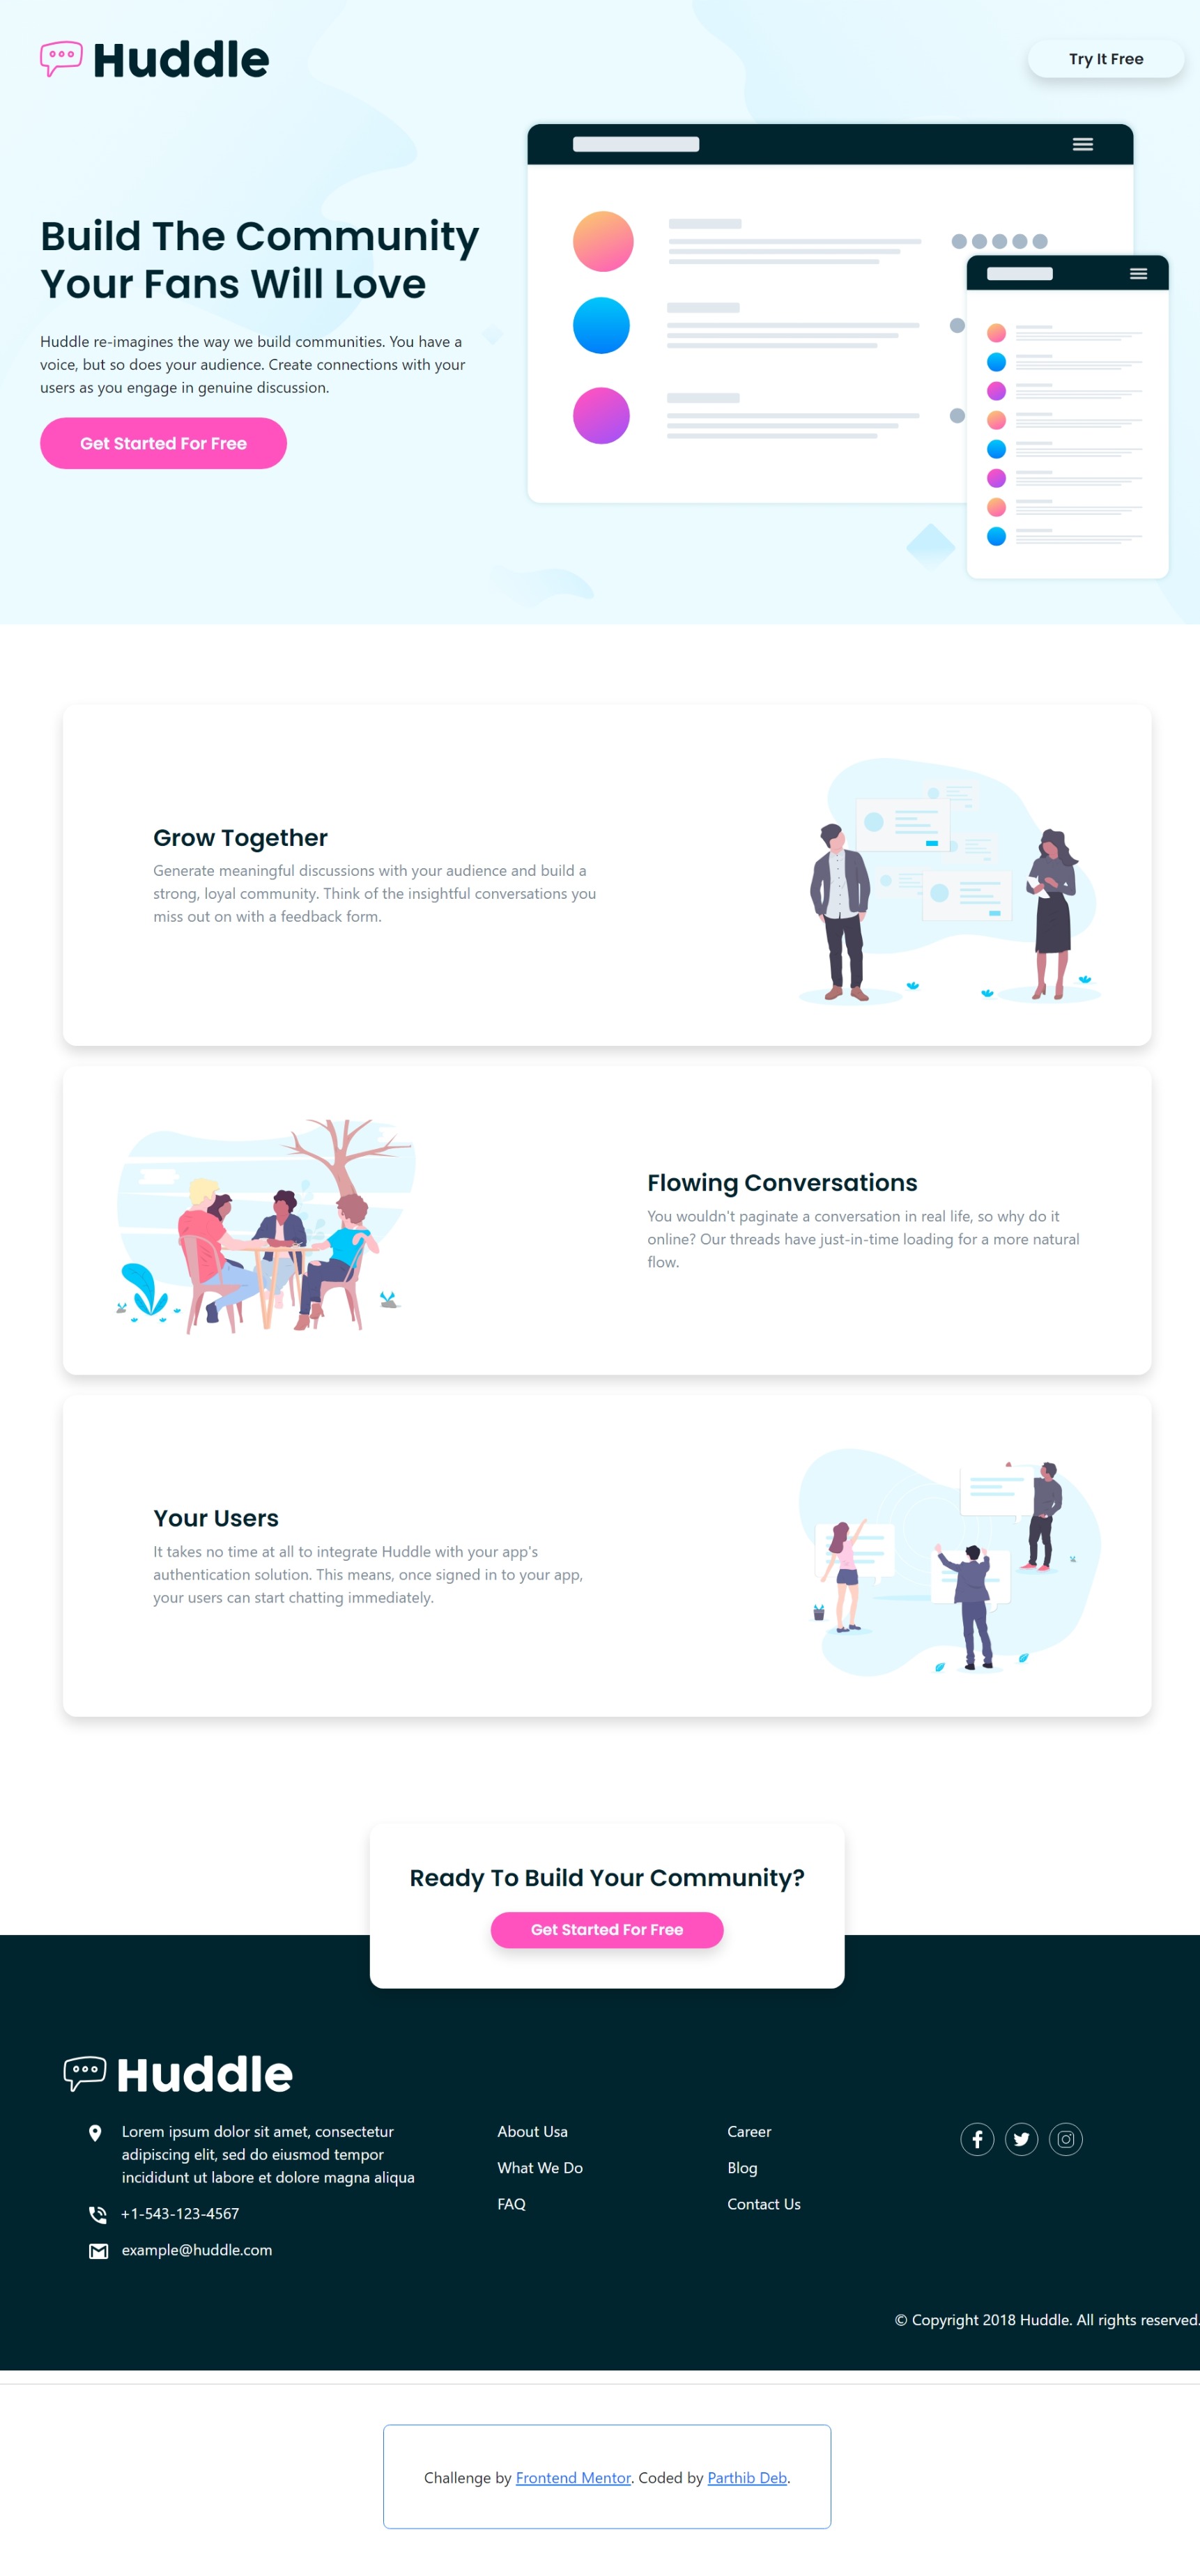 Huddle
Try It Free
Build The Community
Your Fans Will Love
Huddle re-imagines the way we build communities. You have a
voice, but so does your audience. Create connections with your
users as you engage in genuine discussion.
Get Started For Free
Grow Together
Generate meaningful discussions with your audience and build a
strong, loyal community. Think of the insightful conversations you
miss out on with a feedback form.
Flowing Conversations
You wouldn't paginate a conversation in real life, so why do it
online? Our threads have just-in-time loading for a more natural
flow.
Your Users
It takes no time at all to integrate Huddle with your app's
authentication solution. This means, once signed in to your app,
your users can start chatting immediately.
Ready To Build Your Community?
Get Started For Free
Huddle
Lorem ipsum dolor sit amet, consectetur
adipiscing elit, sed do eiusmod tempor
incididunt ut labore et dolore magna aliqua
+1-543-123-4567
example@huddle.com
About Usa
What We Do
FAQ
Career
Blog
Contact Us
© Copyright 2018 Huddle. All rights reserved.
Challenge by Frontend Mentor. Coded by Parthib Deb.